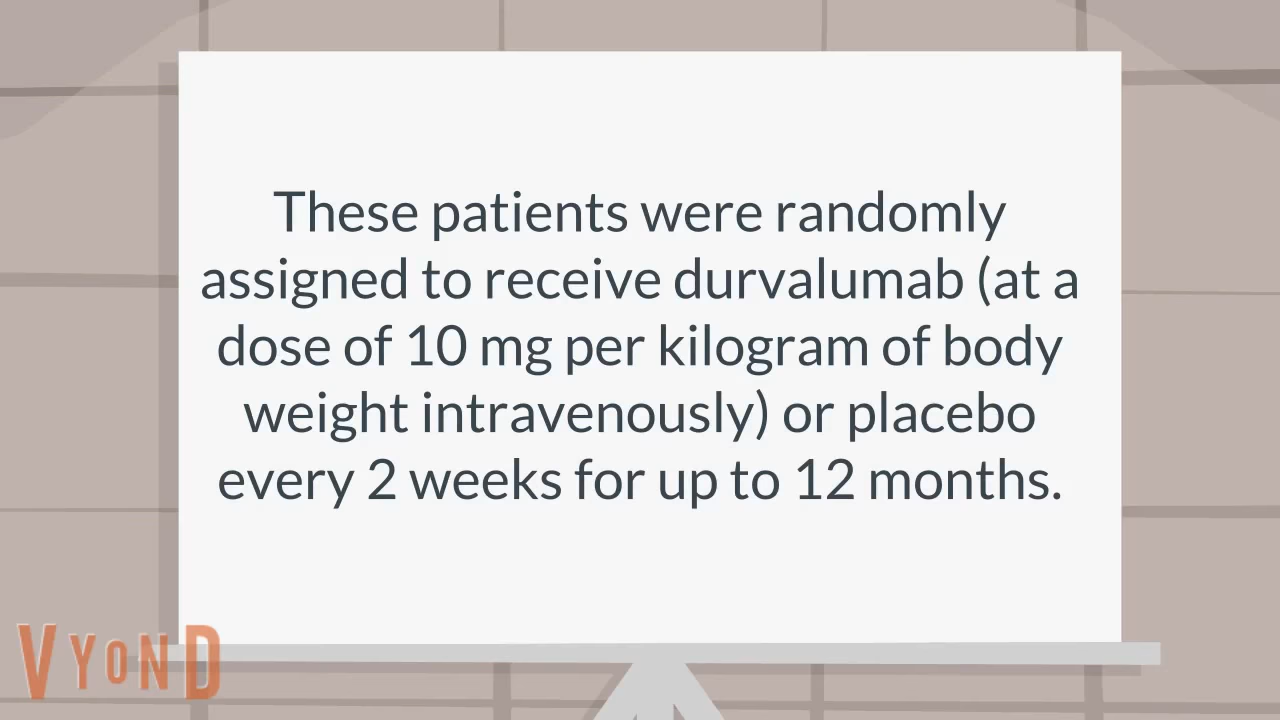 These patients were randomly
assigned to receive durvalumab (at a
dose of 10 mg per kilogram of body
weight intravenously) or placebo
every 2 weeks for up to 12 months.
VYOND